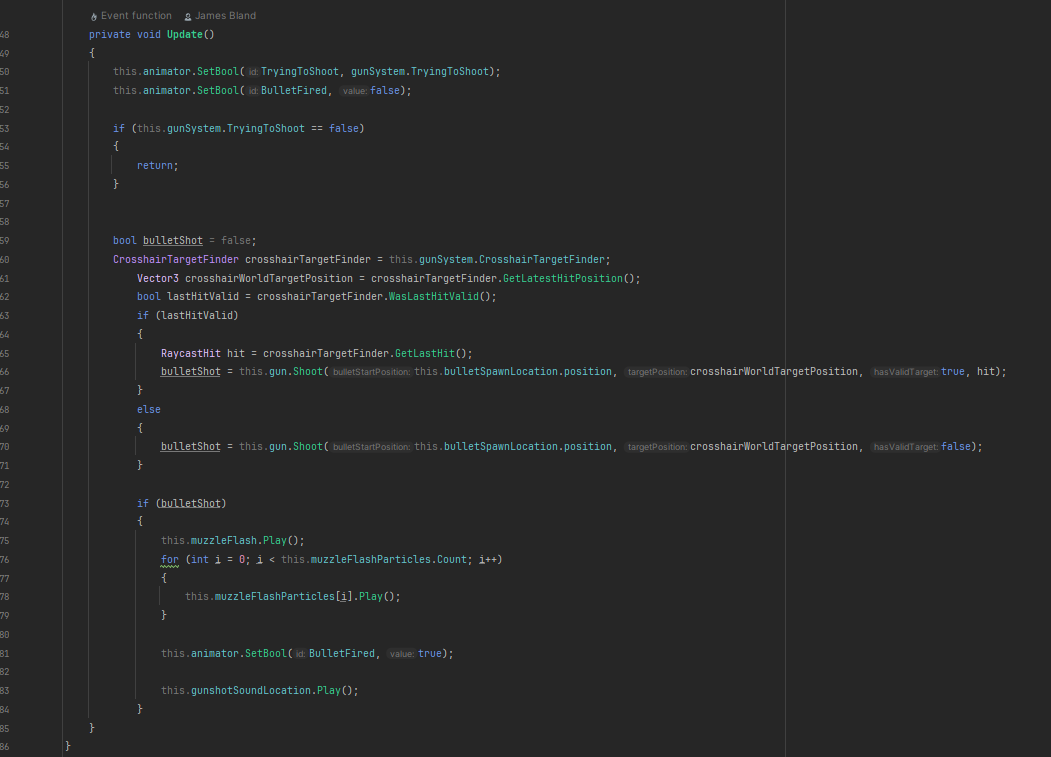 Event function James Bland
48 private void Update()
49 {
50 this.animator.SetBool(id:TryingToShoot, gunSystem.TryingToShoot);
51 this.animator.SetBool(id:BulletFired, value:false);
52
53 if (this.gunSystem.TryingToShoot == false)
54 {
55 return;
56 }
57
58
59 bool bulletShot = false;
60 CrosshairTargetFinder crosshairTargetFinder = this.gunSystem.CrosshairTargetFinder;
61 Vector3 crosshairWorldTargetPosition = crosshairTargetFinder.GetLatestHitPosition();
62 bool lastHitValid = crosshairTargetFinder.WasLastHitValid();
63 if (lastHitValid)
64 {
65 RaycastHit hit = crosshairTargetFinder.GetLastHit();
66 bulletShot = this.gun.Shoot(bulletStartPosition:this.bulletSpawnLocation.position, targetPosition:crosshairWorldTargetPosition, hasValidTarget:true, hit);
67 }
68 else
69 {
70 bulletShot = this.gun.Shoot(bulletStartPosition:this.bulletSpawnLocation.position, targetPosition:crosshairWorldTargetPosition, hasValidTarget:false);
71 }
72
73 if (bulletShot)
74 {
75 this.muzzleFlash.Play();
76 for (int i = 0; i < this.muzzleFlashParticles.Count; i++)
77 {
78 this.muzzleFlashParticles[i].Play();
79 }
80
81 this.animator.SetBool(id:BulletFired, value:true);
82
83 this.gunshotSoundLocation.Play();
84 }
85 }
86 }